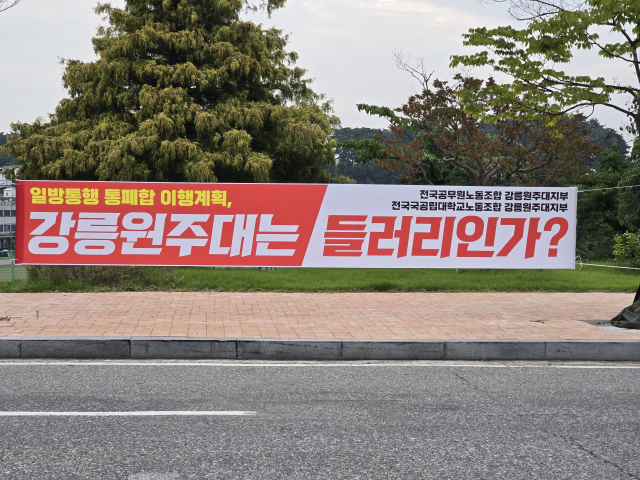 일방통행 통폐합 이행계획,
강릉원주대는 들러리인가?
전국공무원노동조합 강릉원주대지부
전국국공립대학교노동조합 강릉원주대지부